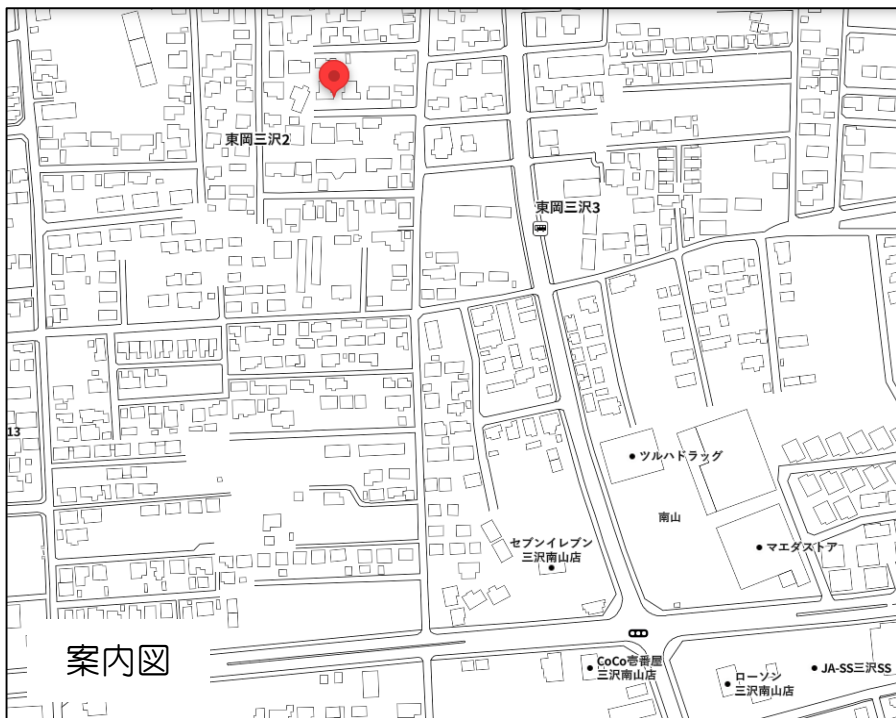 東岡三沢2
東岡三沢3
13
ツルハドラッグ
南山
セブンイレブン
三沢南山店
マエダストア
案内図
CoCo壱番屋
三沢南山店
ローソン
三沢南山店
JA-SS三沢SS